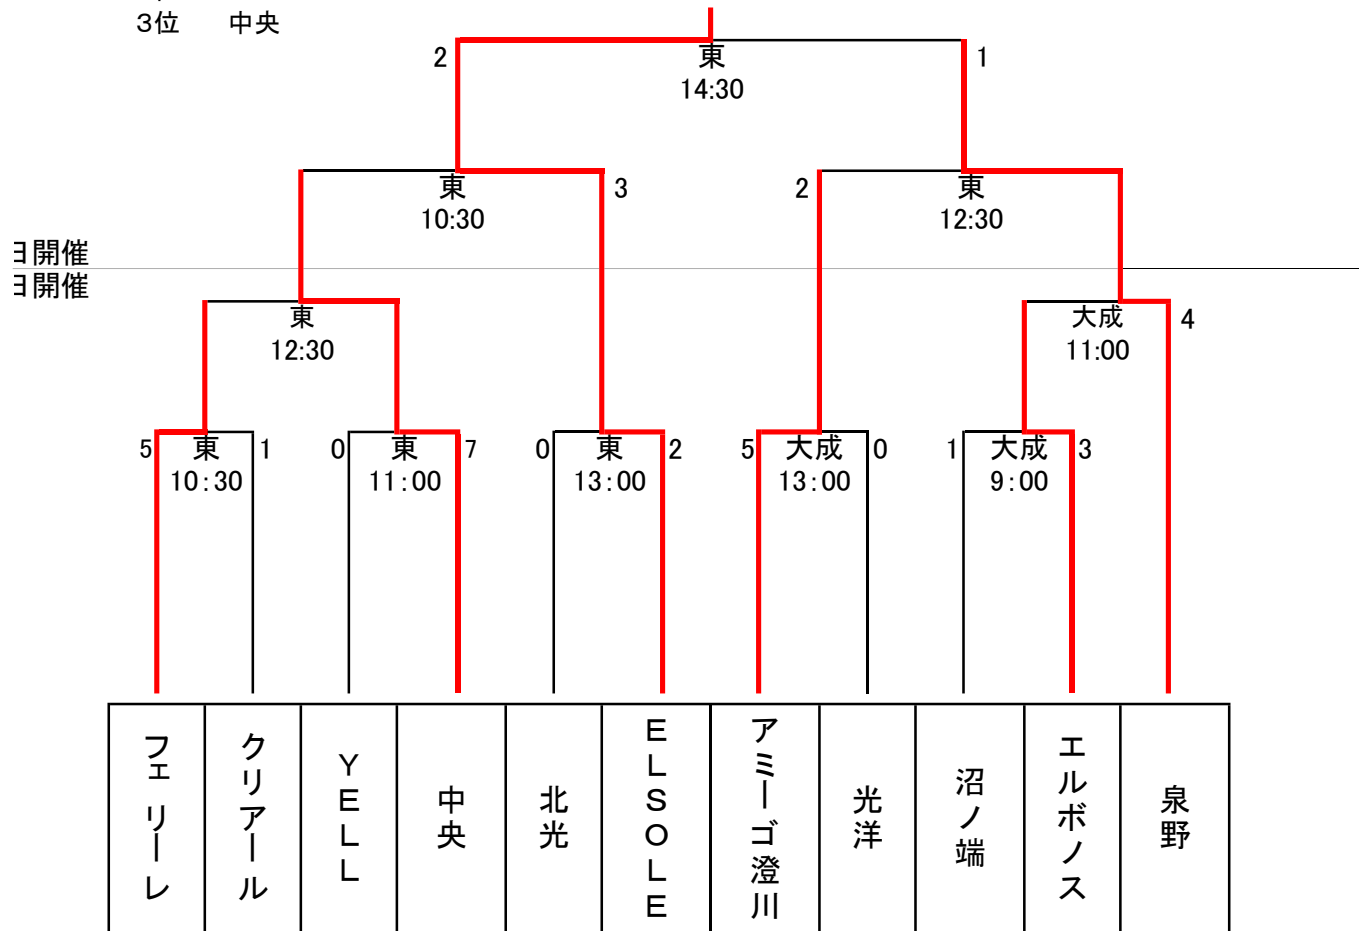 3位 中央
2
東
14:30
1
東
10:30
3
2
東
12:30
日開催
日開催
東
12:30
大成
11:00
4
5
東
10:30
1
0
東
11:00
7
0
東
13:00
2
5
大成
13:00
0
1
大成
9:00
3
フェリーレ
クリアール
YELL
中央
北光
ELSOLE
アミーゴ澄川
光洋
沼ノ端
エルボノス
泉野